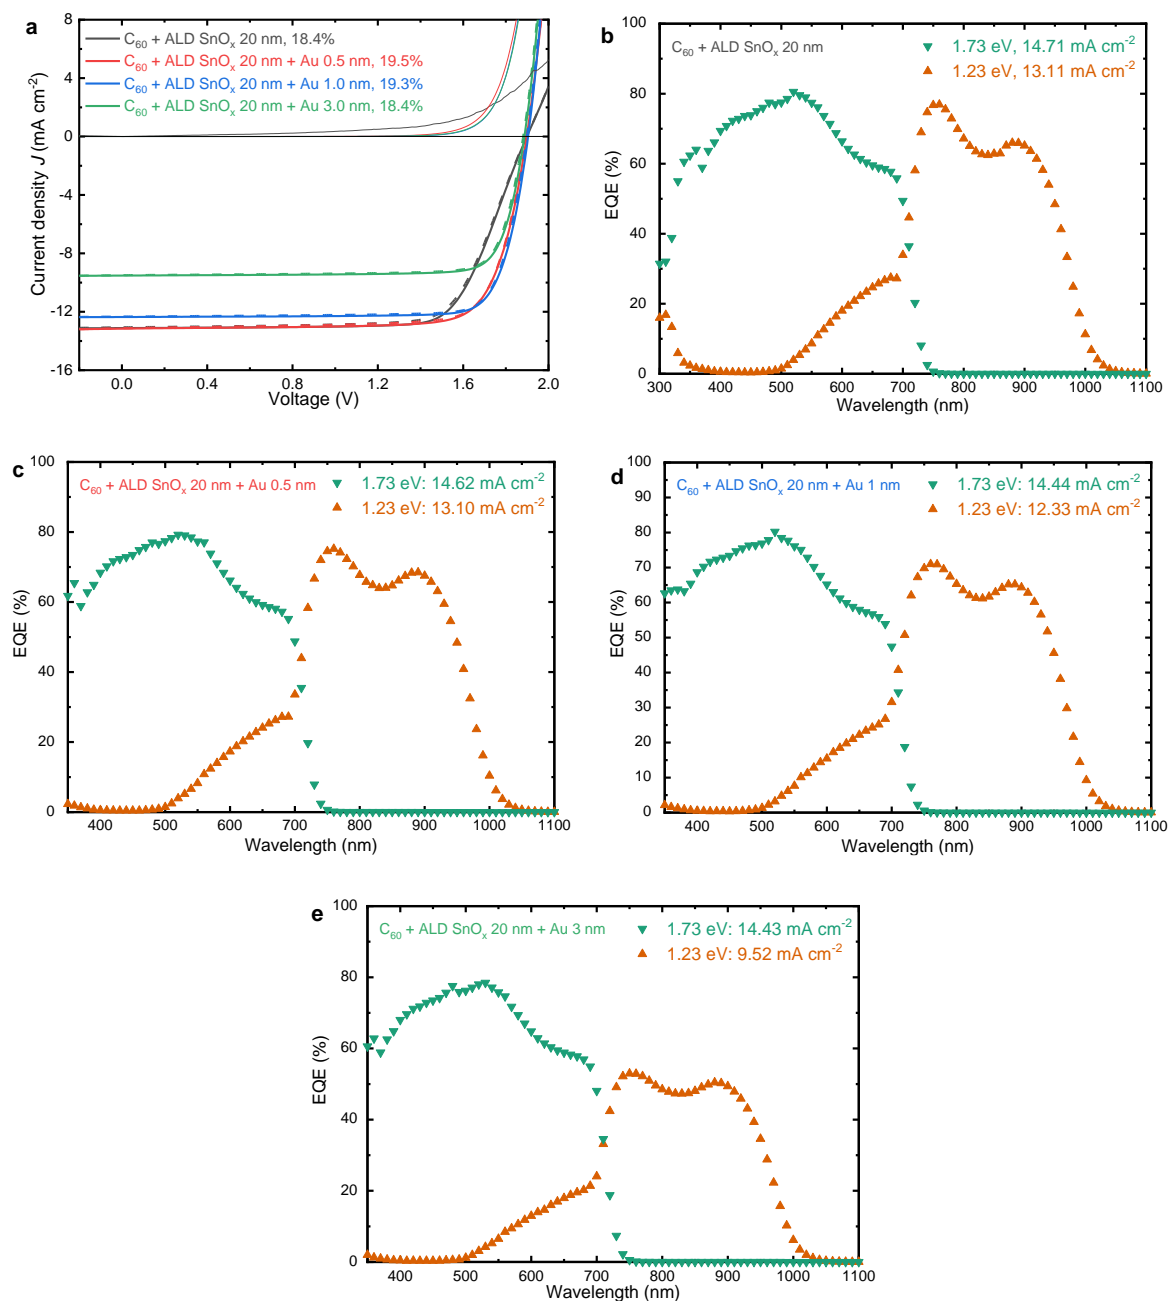 a
C₆₀ + ALD SnOₓ 20 nm, 18.4%
C₆₀ + ALD SnOₓ 20 nm + Au 0.5 nm, 19.5%
C₆₀ + ALD SnOₓ 20 nm + Au 1.0 nm, 19.3%
C₆₀ + ALD SnOₓ 20 nm + Au 3.0 nm, 18.4%
Current density J (mA cm⁻²)
8
4
0
-4
-8
-12
-16
0.0 0.4 0.8 1.2 1.6 2.0
Voltage (V)
b
C₆₀ + ALD SnOₓ 20 nm
1.73 eV, 14.71 mA cm⁻²
1.23 eV, 13.11 mA cm⁻²
EQE (%)
100
80
60
40
20
0
300 400 500 600 700 800 900 1000 1100
Wavelength (nm)
c
C₆₀ + ALD SnOₓ 20 nm + Au 0.5 nm
1.73 eV: 14.62 mA cm⁻²
1.23 eV: 13.10 mA cm⁻²
EQE (%)
100
80
60
40
20
0
400 500 600 700 800 900 1000 1100
Wavelength (nm)
d
C₆₀ + ALD SnOₓ 20 nm + Au 1 nm
1.73 eV: 14.44 mA cm⁻²
1.23 eV: 12.33 mA cm⁻²
EQE (%)
100
90
80
70
60
50
40
30
20
10
0
400 500 600 700 800 900 1000 1100
Wavelength (nm)
e
C₆₀ + ALD SnOₓ 20 nm + Au 3 nm
1.73 eV: 14.43 mA cm⁻²
1.23 eV: 9.52 mA cm⁻²
EQE (%)
100
80
60
40
20
0
400 500 600 700 800 900 1000 1100
Wavelength (nm)